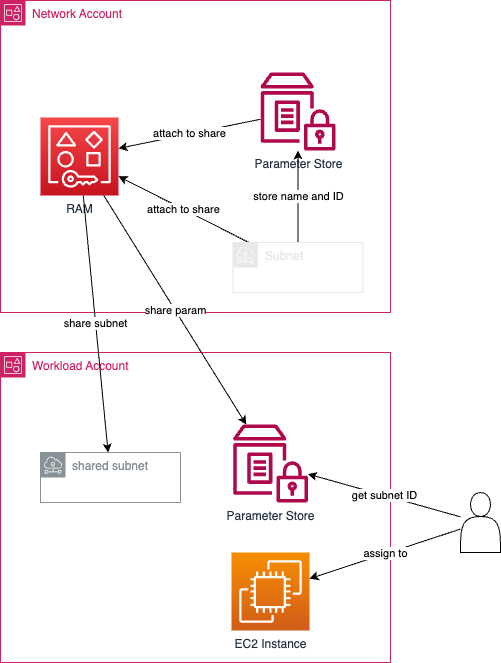 Network Account
attach to share
Parameter Store
RAM
attach to share
store name and ID
Subnet
share param
share subnet
Workload Account
shared subnet
get subnet ID
Parameter Store
assign to
EC2 Instance